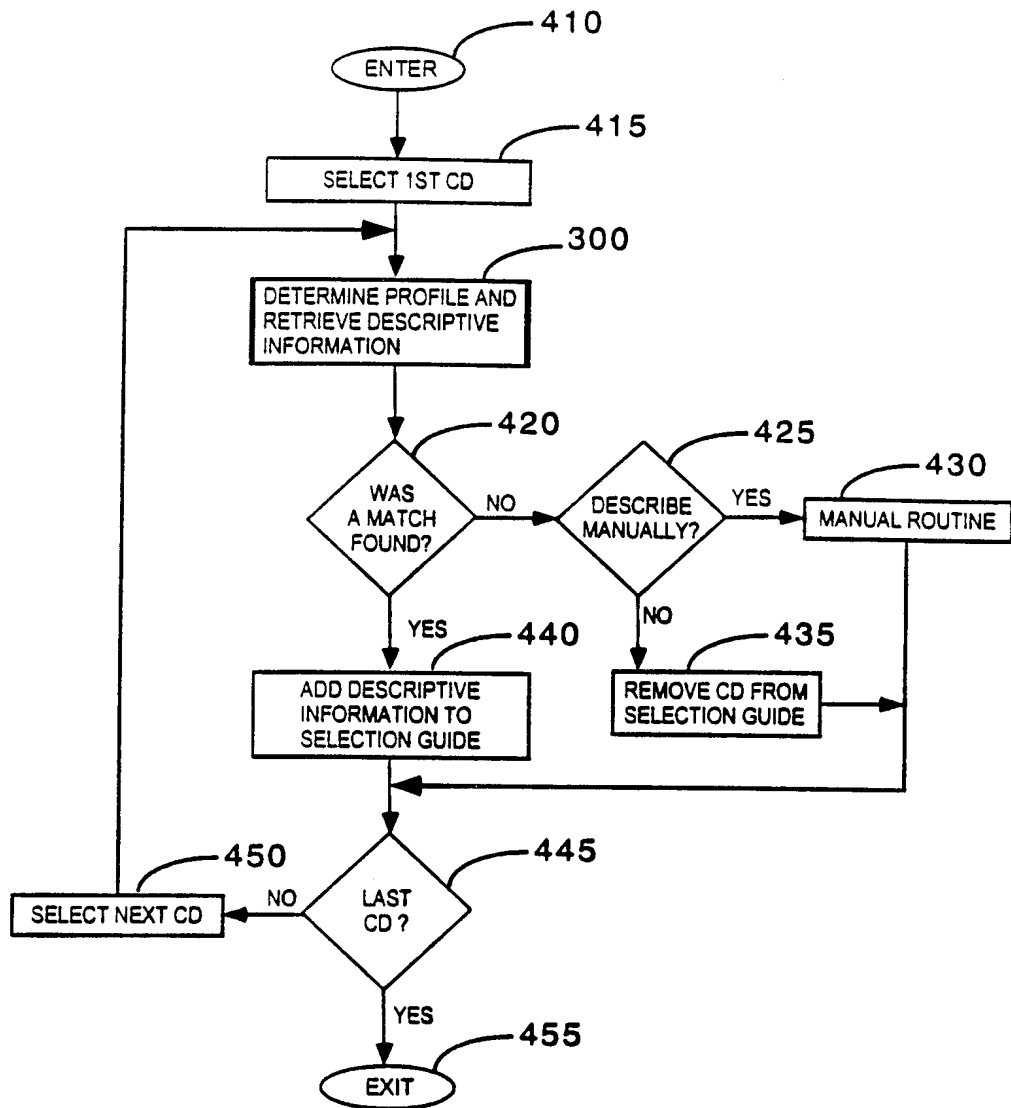 410
ENTER
415
SELECT 1ST CD
300
DETERMINE PROFILE AND
RETRIEVE DESCRIPTIVE
INFORMATION
420
WAS
A MATCH
FOUND?
NO
425
DESCRIBE
MANUALLY?
YES
430
MANUAL ROUTINE
NO
435
REMOVE CD FROM
SELECTION GUIDE
YES
440
ADD DESCRIPTIVE
INFORMATION TO
SELECTION GUIDE
445
LAST
CD ?
NO
450
SELECT NEXT CD
YES
455
EXIT